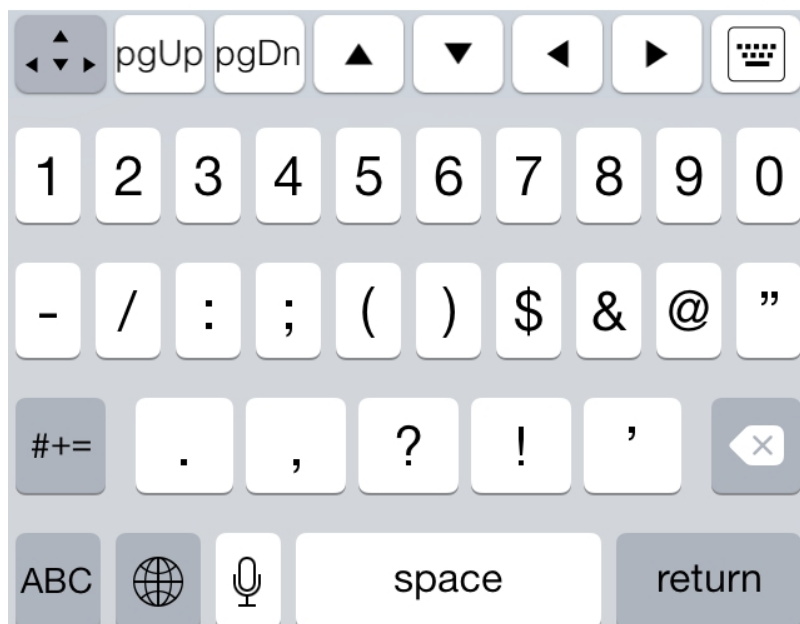 pgUp pgDn
1 2 3 4 5 6 7 8 9 0
- / : ; ( ) $ & @ ”
#+= . , ? ! ’
ABC space return